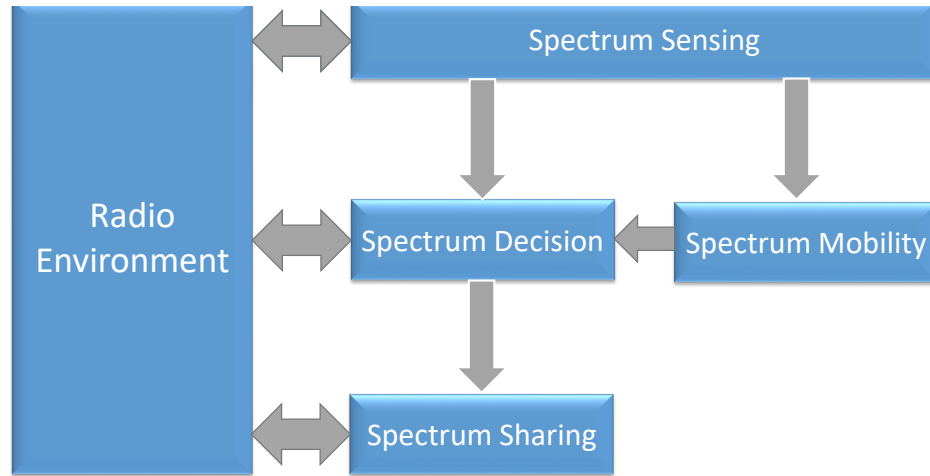 Spectrum Sensing
Radio
Environment
Spectrum Decision
Spectrum Mobility
Spectrum Sharing